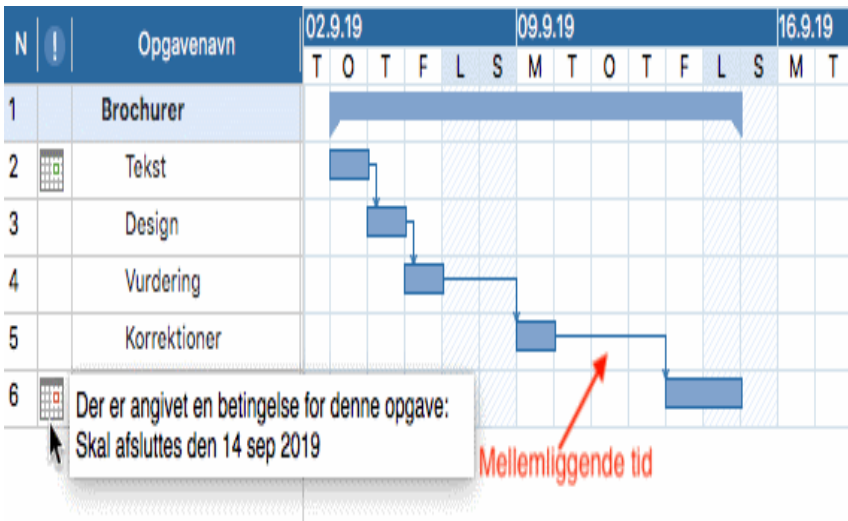 N ! Opgavenavn 02.9.19 09.9.19 16.9.19
T O T F L S M T O T F L S M T
1 Brochurer
2 Tekst
3 Design
4 Vurdering
5 Korrektioner
6
Der er angivet en betingelse for denne opgave:
Skal afsluttes den 14 sep 2019
Mellemliggende tid